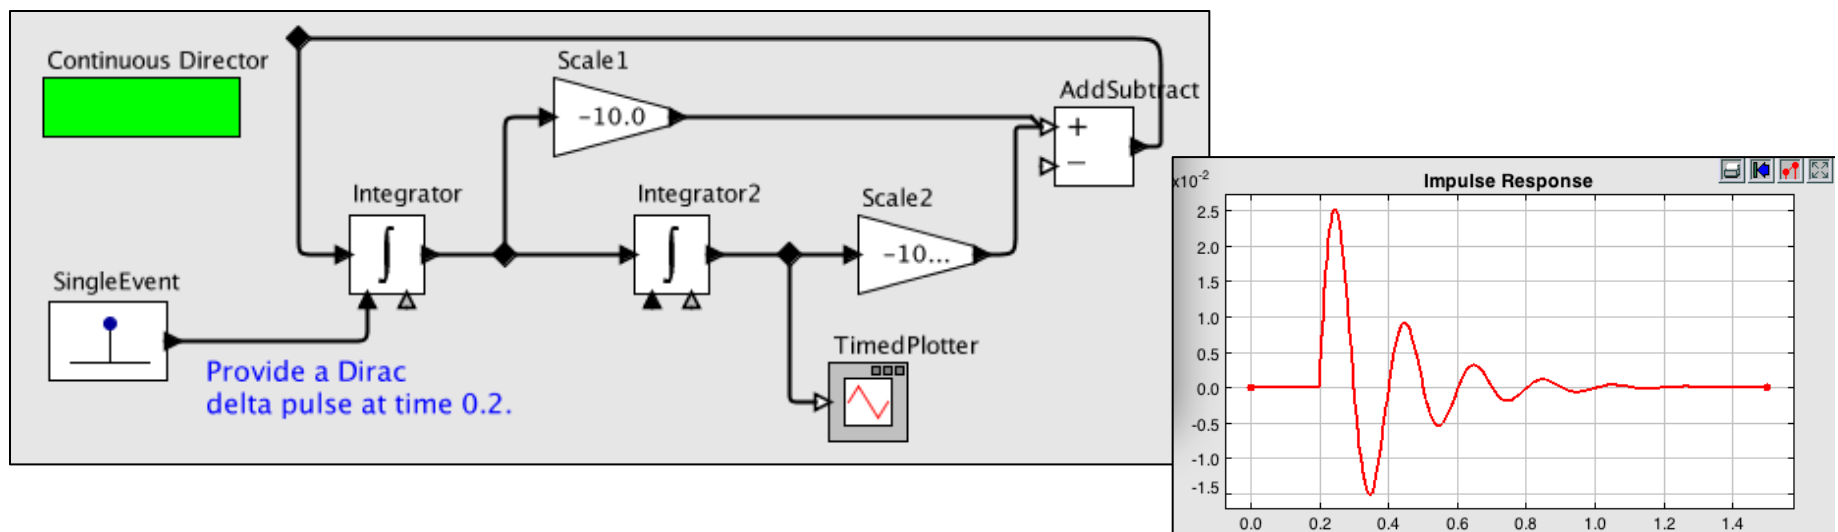 Continuous Director
Scale1
-10.0
AddSubtract
+
−
Integrator
∫
Integrator2
∫
Scale2
-10...
SingleEvent
Provide a Dirac
delta pulse at time 0.2.
TimedPlotter
Impulse Response
x10-2
2.5
2.0
1.5
1.0
0.5
0.0
-0.5
-1.0
-1.5
0.0 0.2 0.4 0.6 0.8 1.0 1.2 1.4